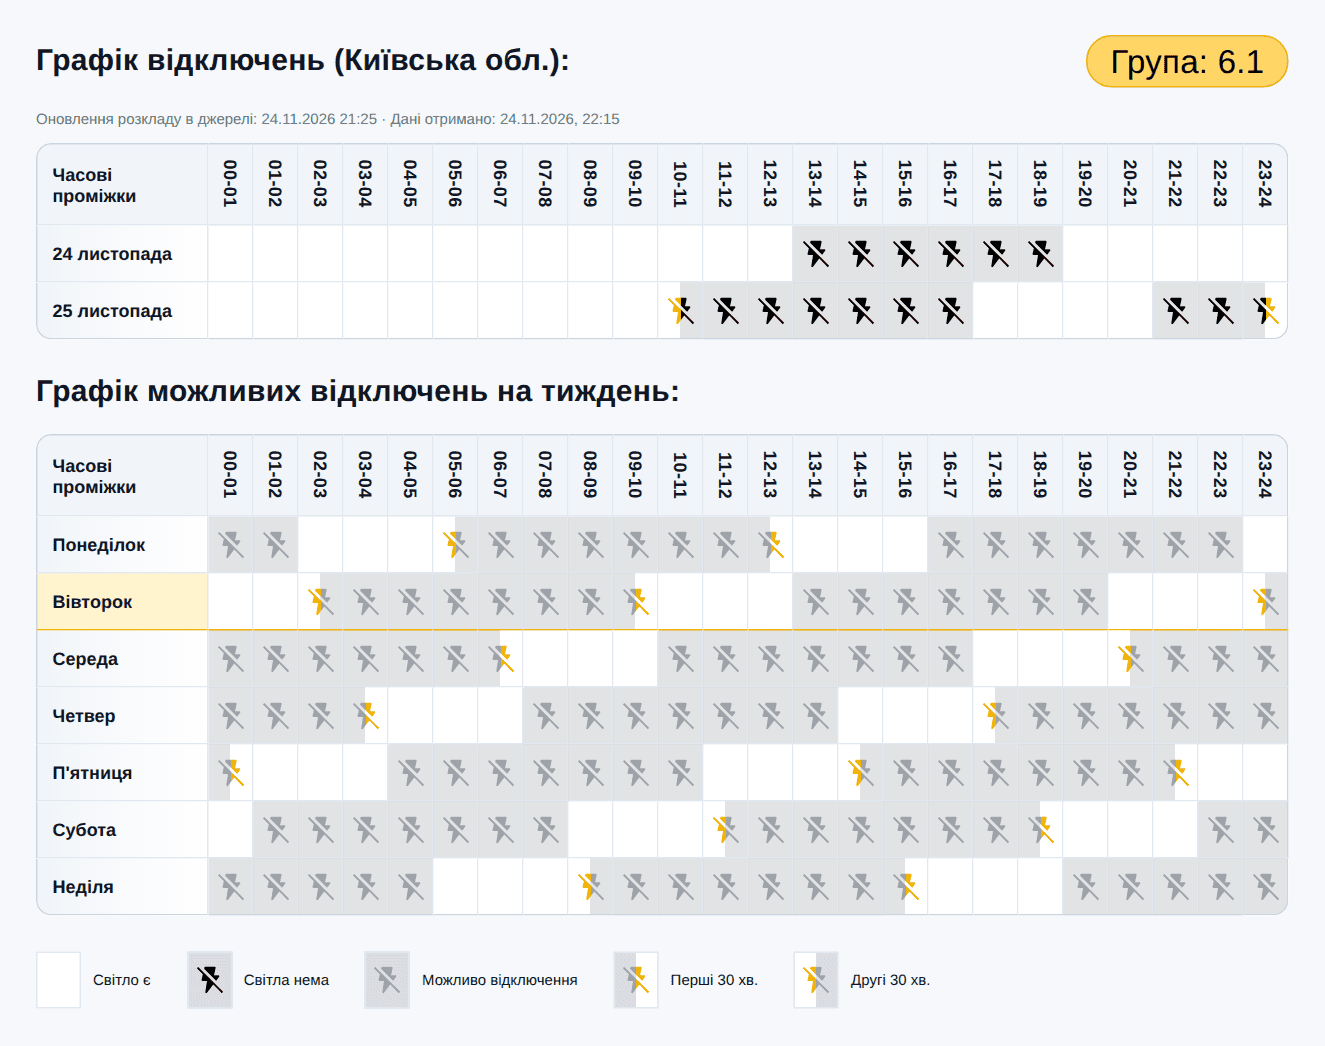 Графік відключень (Київська обл.):
Група: 6.1
Оновлення розкладу в джерелі: 24.11.2026 21:25 · Дані отримано: 24.11.2026, 22:15
Часові
проміжки
00-01 01-02 02-03 03-04 04-05 05-06 06-07 07-08 08-09 09-10 10-11 11-12 12-13 13-14 14-15 15-16 16-17 17-18 18-19 19-20 20-21 21-22 22-23 23-24
24 листопада
25 листопада
Графік можливих відключень на тиждень:
Часові
проміжки
00-01 01-02 02-03 03-04 04-05 05-06 06-07 07-08 08-09 09-10 10-11 11-12 12-13 13-14 14-15 15-16 16-17 17-18 18-19 19-20 20-21 21-22 22-23 23-24
Понеділок
Вівторок
Середа
Четвер
П'ятниця
Субота
Неділя
Світло є
Світла нема
Можливо відключення
Перші 30 хв.
Другі 30 хв.